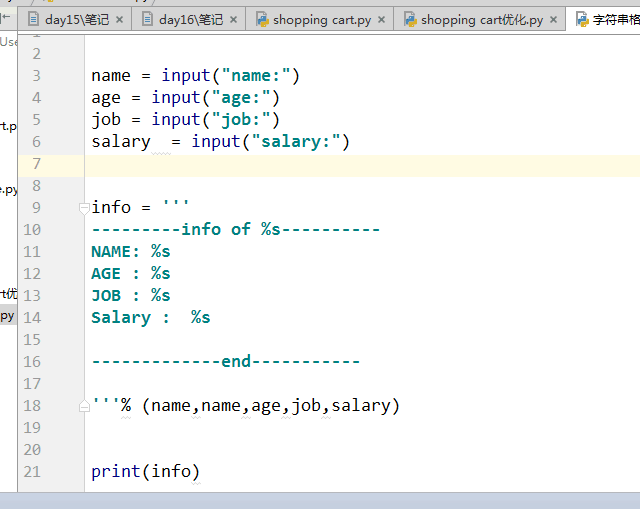 day15\笔记
day16\笔记
shopping cart.py
shopping cart优化.py
字符串格
Use
2
3 name = input("name:")
4 age = input("age:")
5 job = input("job:")
6 salary  = input("salary:")
7
8
9 info = '''
10 ---------info of %s----------
11 NAME: %s
12 AGE : %s
13 JOB : %s
14 Salary :  %s
15
16 -------------end-----------
17
18 '''% (name,name,age,job,salary)
19
20
21 print(info)
rt.p
e.py
rt优
py